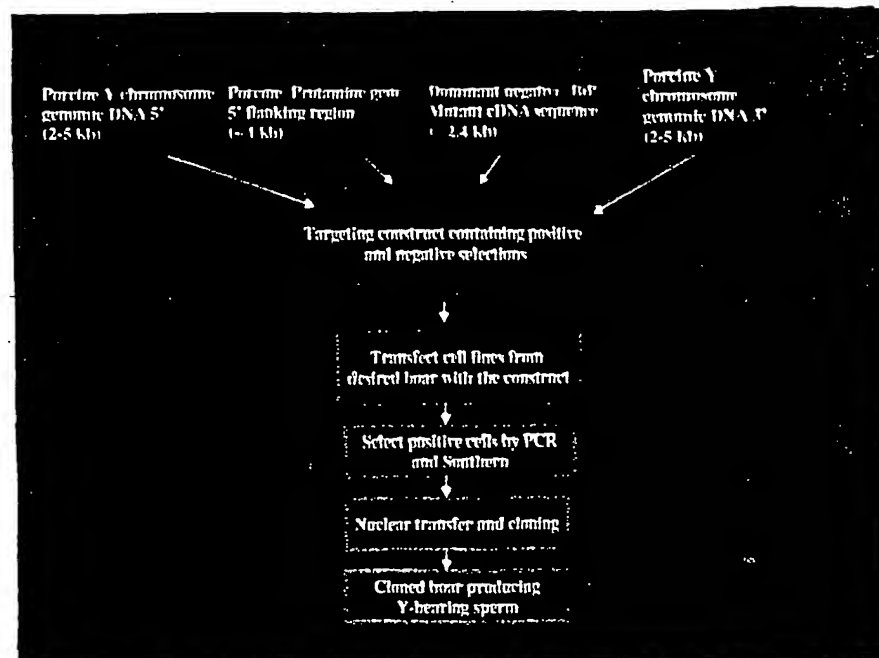 Porcine Y chromosome
genomic DNA 5'
(2-5 kb)
Porcine Protamine gene
5' flanking region
(~ 1 kb)
Dominant negative
Mutant cDNA sequence
2.4 kb)
Porcine Y
chromosome
genomic DNA 3'
(2-5 kb)
Targeting construct containing positive
and negative selections
Transfect cell lines from
desired boar with the construct
Select positive cells by PCR
and Southern
Nuclear transfer and cloning
Cloned boar producing
Y-bearing sperm